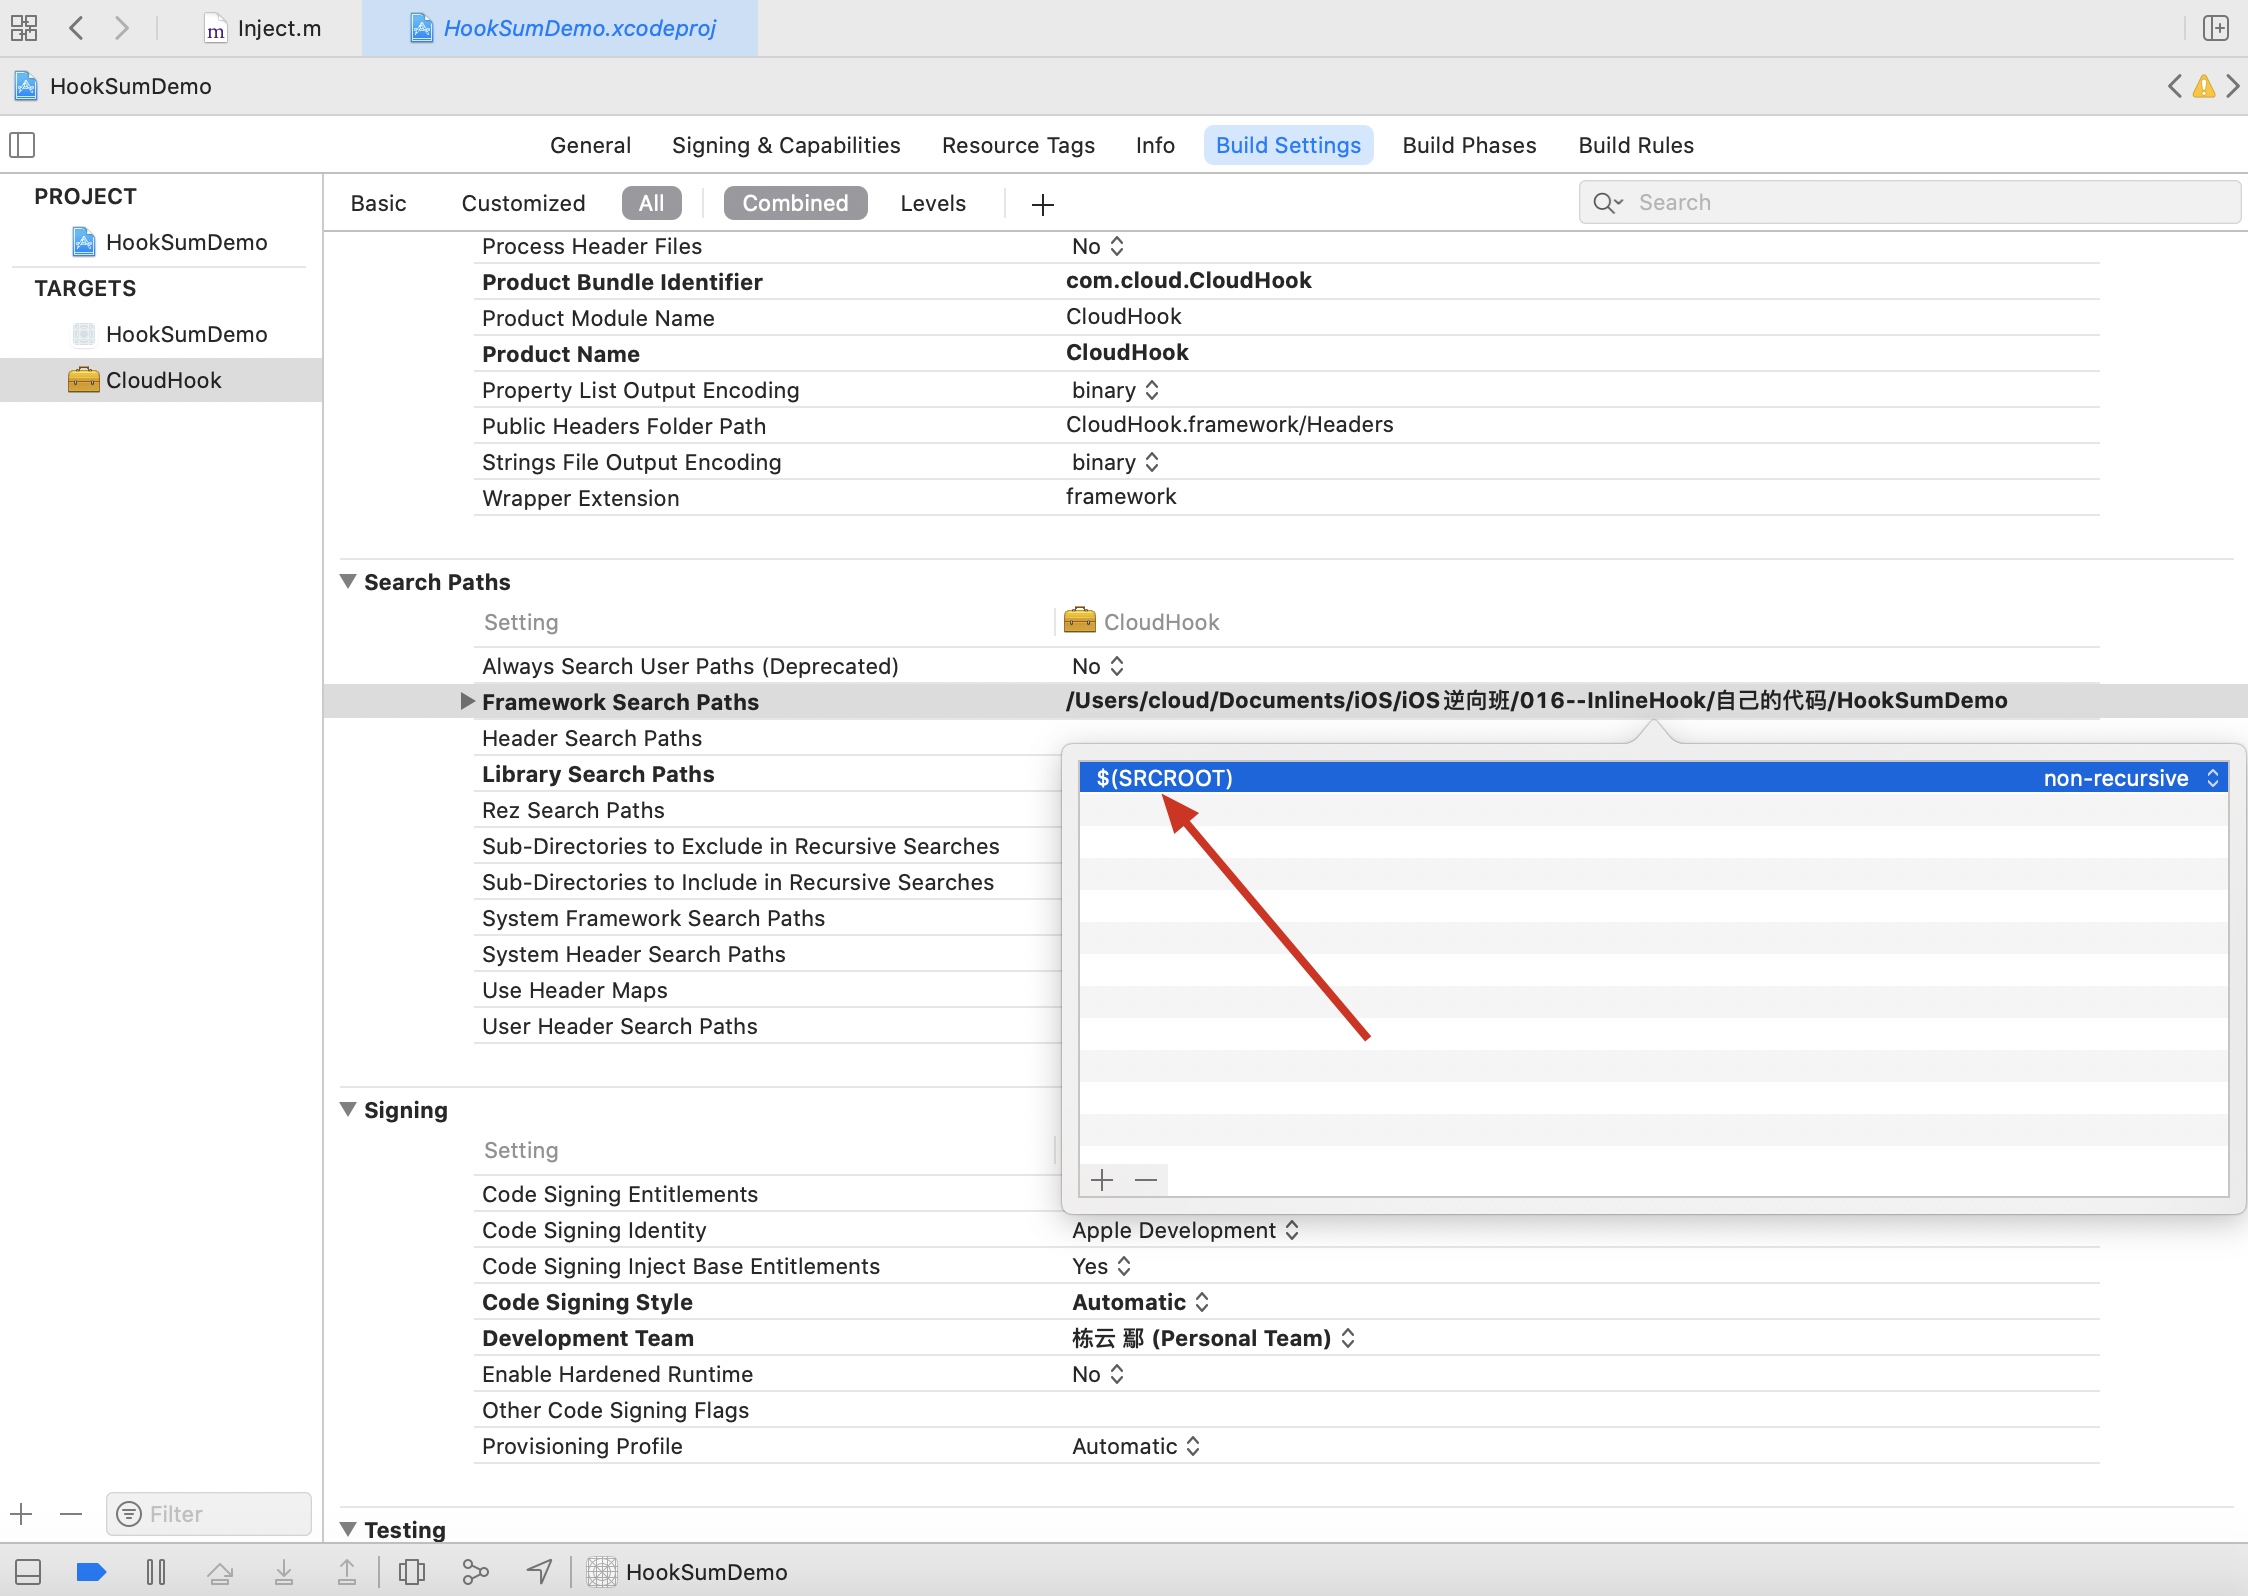 Inject.m
HookSumDemo.xcodeproj
HookSumDemo
General Signing & Capabilities Resource Tags Info Build Settings Build Phases Build Rules
PROJECT
HookSumDemo
TARGETS
HookSumDemo
CloudHook
Basic Customized All Combined Levels Search
Process Header Files No
Product Bundle Identifier com.cloud.CloudHook
Product Module Name CloudHook
Product Name CloudHook
Property List Output Encoding binary
Public Headers Folder Path CloudHook.framework/Headers
Strings File Output Encoding binary
Wrapper Extension framework
Search Paths
Setting CloudHook
Always Search User Paths (Deprecated) No
Framework Search Paths /Users/cloud/Documents/iOS/iOS逆向班/016--InlineHook/自己的代码/HookSumDemo
Header Search Paths
Library Search Paths
$(SRCROOT) non-recursive
Rez Search Paths
Sub-Directories to Exclude in Recursive Searches
Sub-Directories to Include in Recursive Searches
System Framework Search Paths
System Header Search Paths
Use Header Maps
User Header Search Paths
Signing
Setting
Code Signing Entitlements
Code Signing Identity Apple Development
Code Signing Inject Base Entitlements Yes
Code Signing Style Automatic
Development Team 栋云 鄢 (Personal Team)
Enable Hardened Runtime No
Other Code Signing Flags
Provisioning Profile Automatic
Testing
Filter
HookSumDemo